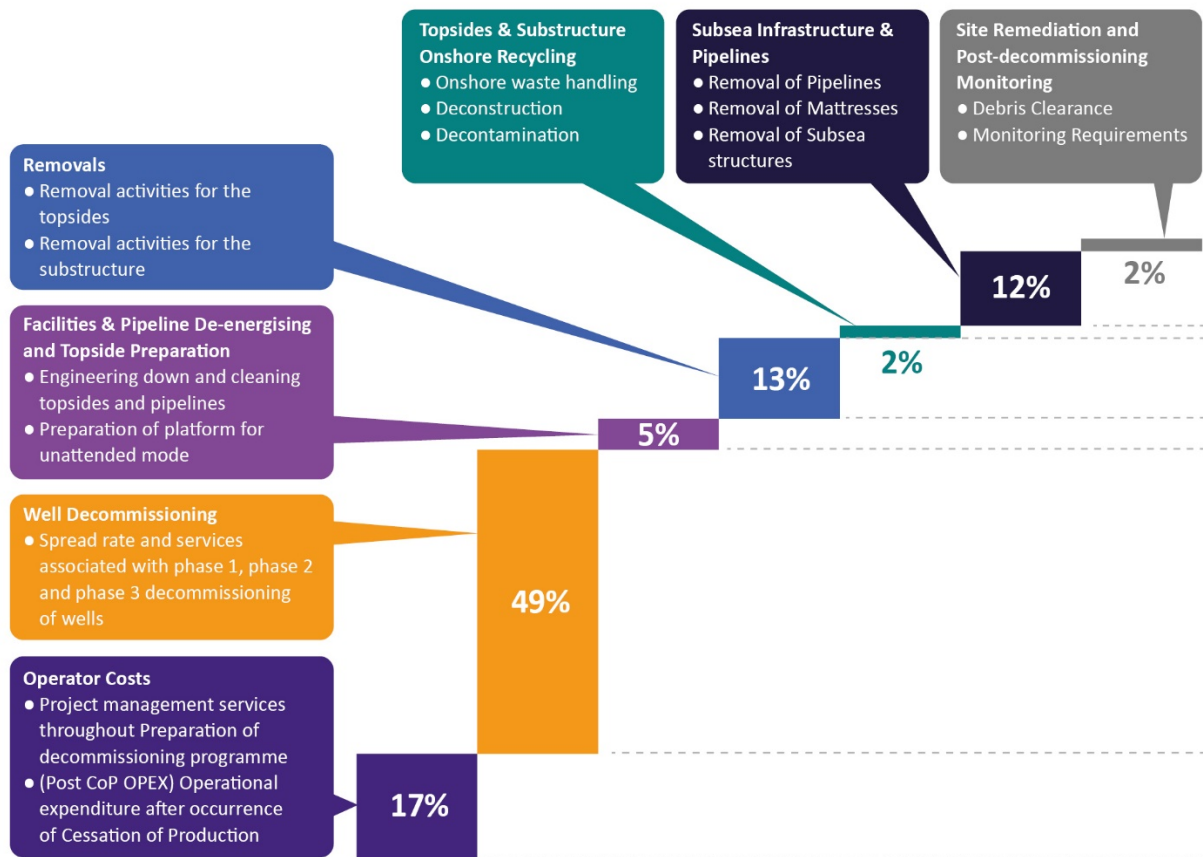 Topsides & Substructure
Onshore Recycling
● Onshore waste handling
● Deconstruction
● Decontamination
Subsea Infrastructure &
Pipelines
● Removal of Pipelines
● Removal of Mattresses
● Removal of Subsea
structures
Site Remediation and
Post-decommissioning
Monitoring
● Debris Clearance
● Monitoring Requirements
Removals
● Removal activities for the
topsides
● Removal activities for the
substructure
Facilities & Pipeline De-energising
and Topside Preparation
● Engineering down and cleaning
topsides and pipelines
● Preparation of platform for
unattended mode
Well Decommissioning
● Spread rate and services
associated with phase 1, phase 2
and phase 3 decommissioning
of wells
Operator Costs
● Project management services
throughout Preparation of
decommissioning programme
● (Post CoP OPEX) Operational
expenditure after occurrence
of Cessation of Production
17%
49%
5%
13%
2%
12%
2%